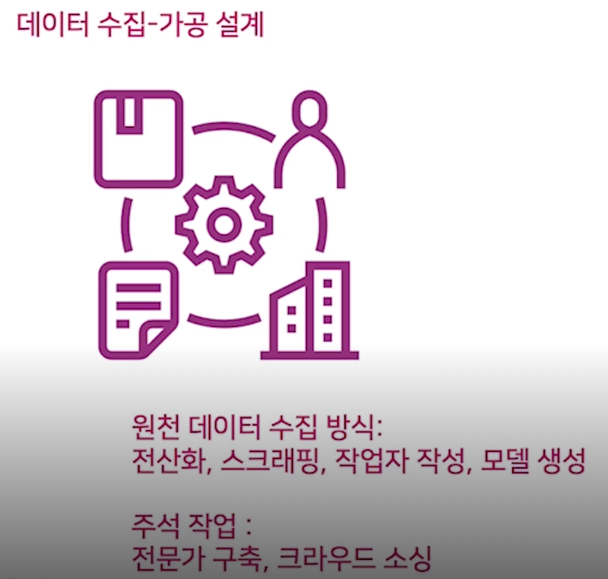 데이터 수집-가공 설계
원천 데이터 수집 방식:
전산화, 스크래핑, 작업자 작성, 모델 생성
주석 작업 :
전문가 구축, 크라우드 소싱